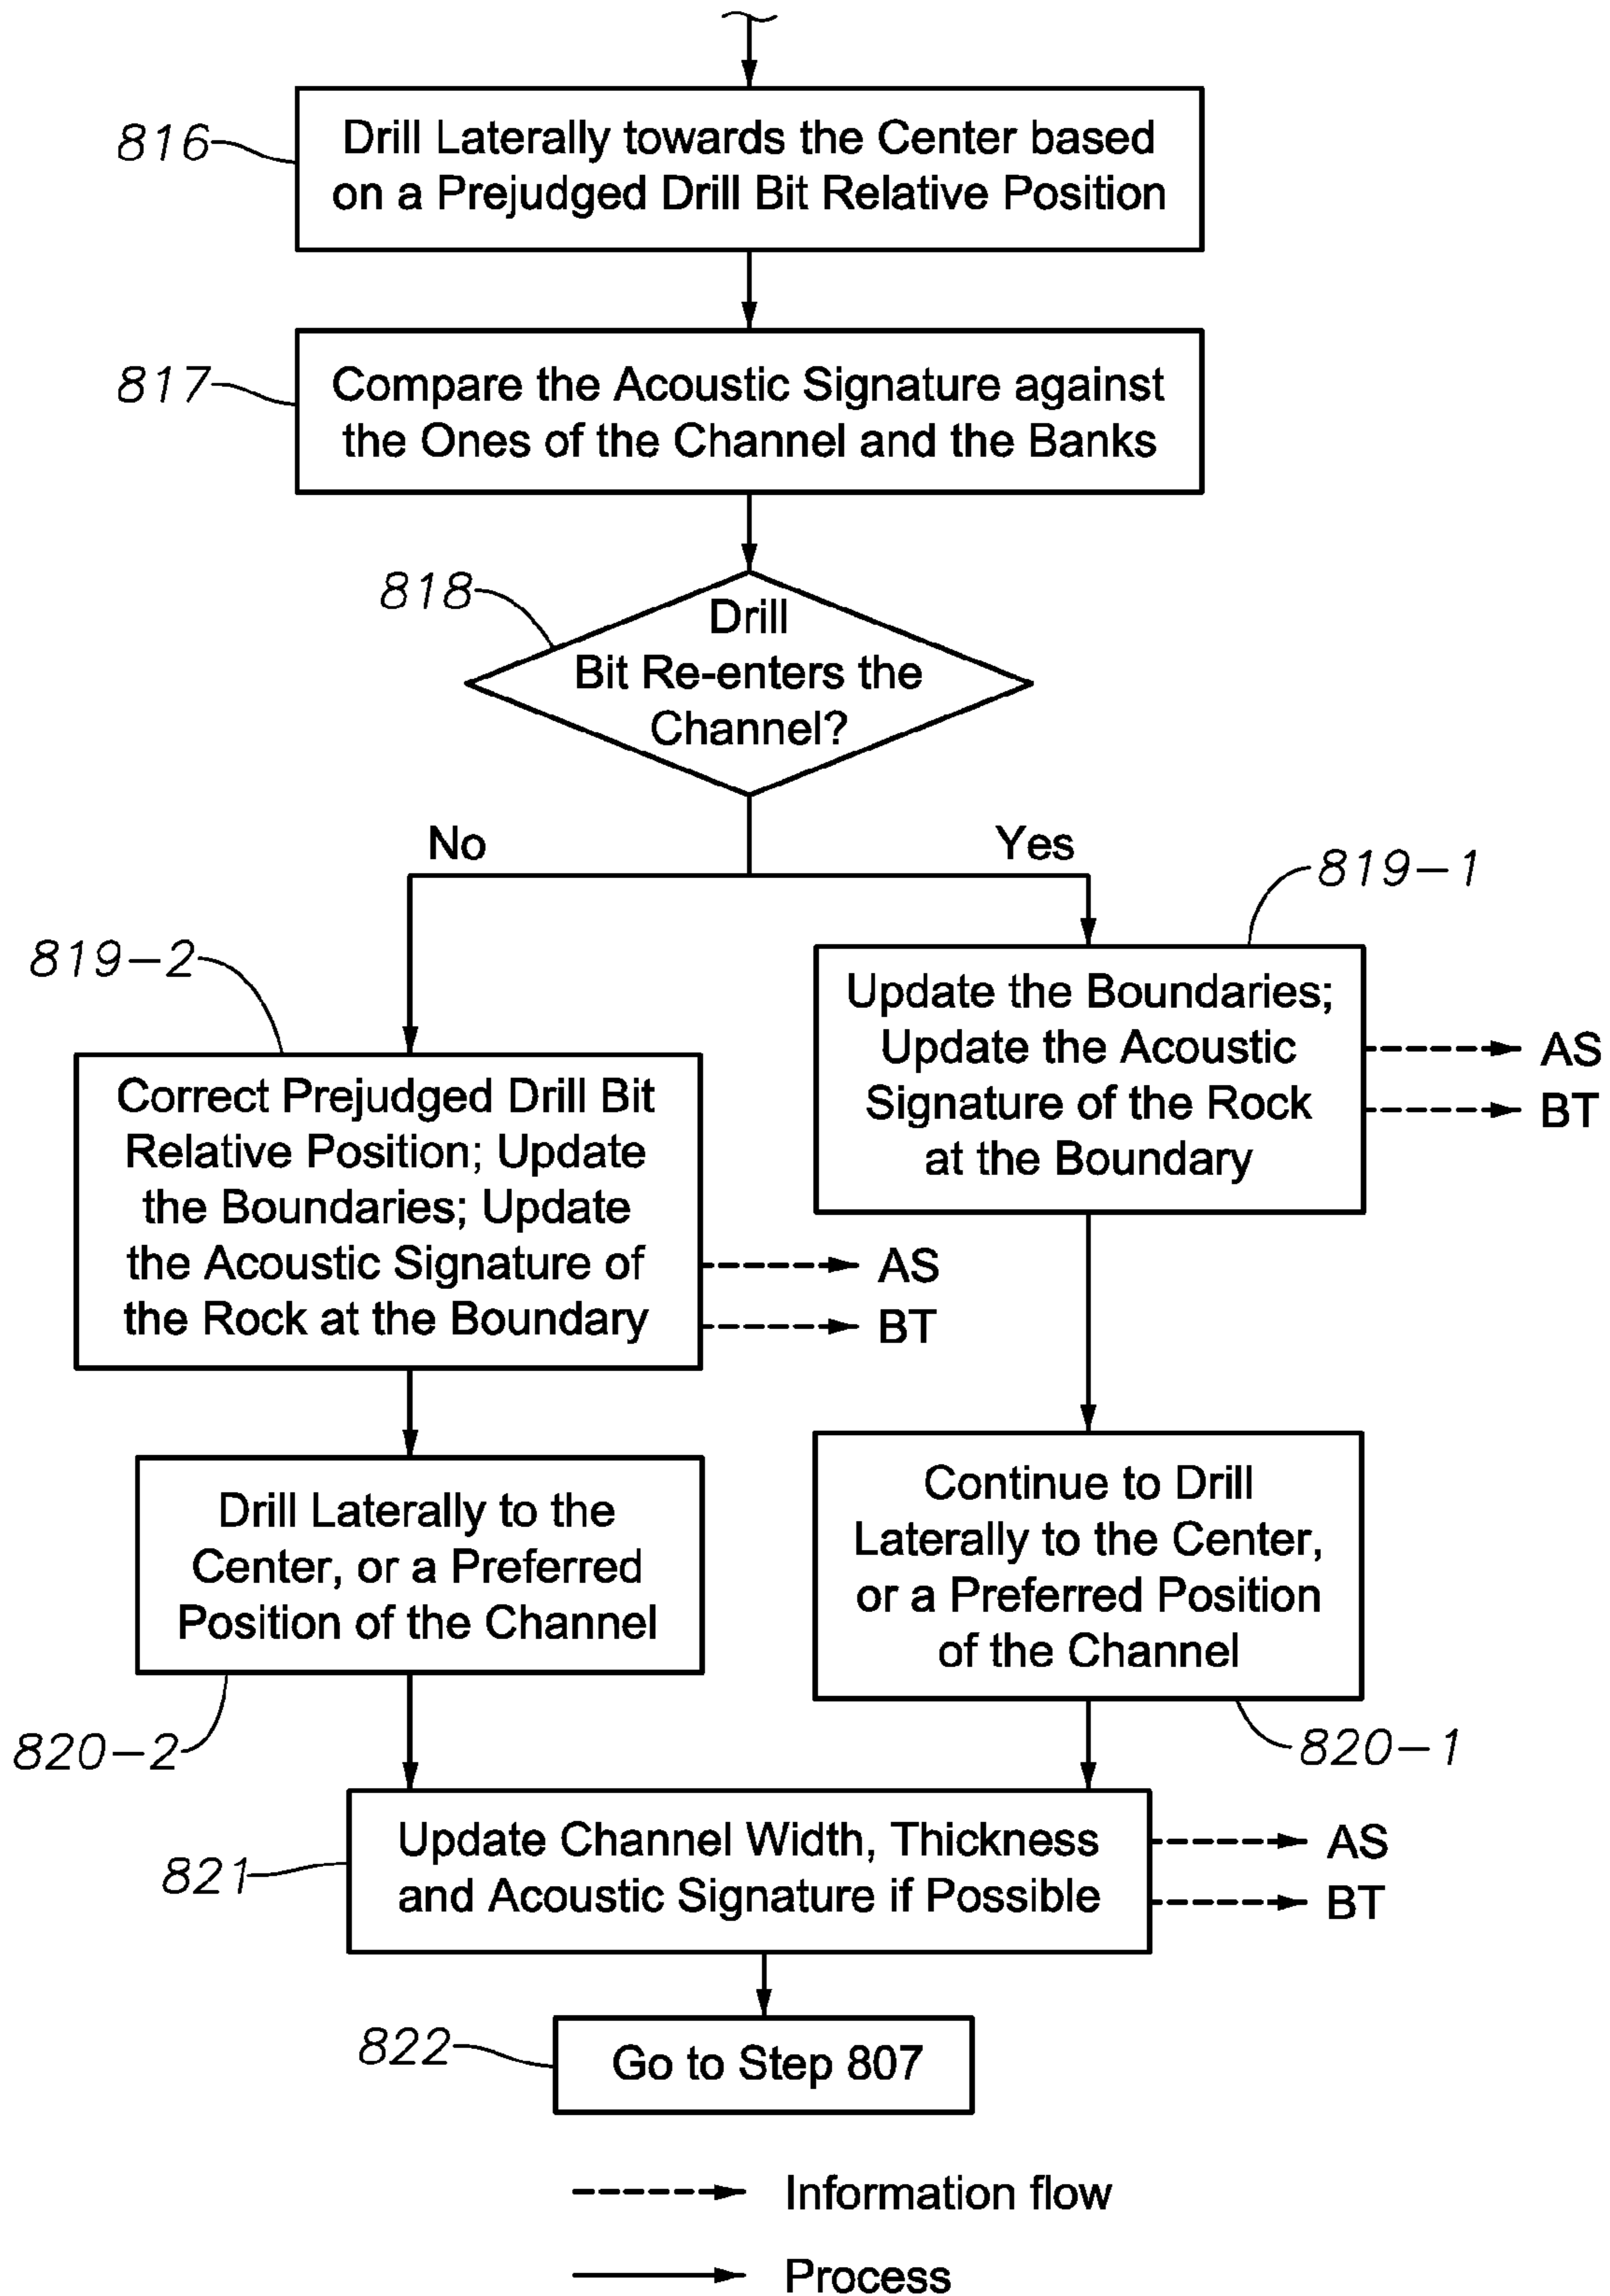 816
Drill Laterally towards the Center based
on a Prejudged Drill Bit Relative Position
817
Compare the Acoustic Signature against
the Ones of the Channel and the Banks
818
Drill
Bit Re-enters the
Channel?
No
Yes
819-2
Correct Prejudged Drill Bit
Relative Position; Update
the Boundaries; Update
the Acoustic Signature of
the Rock at the Boundary
AS
BT
819-1
Update the Boundaries;
Update the Acoustic
Signature of the Rock
at the Boundary
AS
BT
Drill Laterally to the
Center, or a Preferred
Position of the Channel
820-2
Continue to Drill
Laterally to the Center,
or a Preferred Position
of the Channel
820-1
821
Update Channel Width, Thickness
and Acoustic Signature if Possible
AS
BT
822
Go to Step 807
Information flow
Process